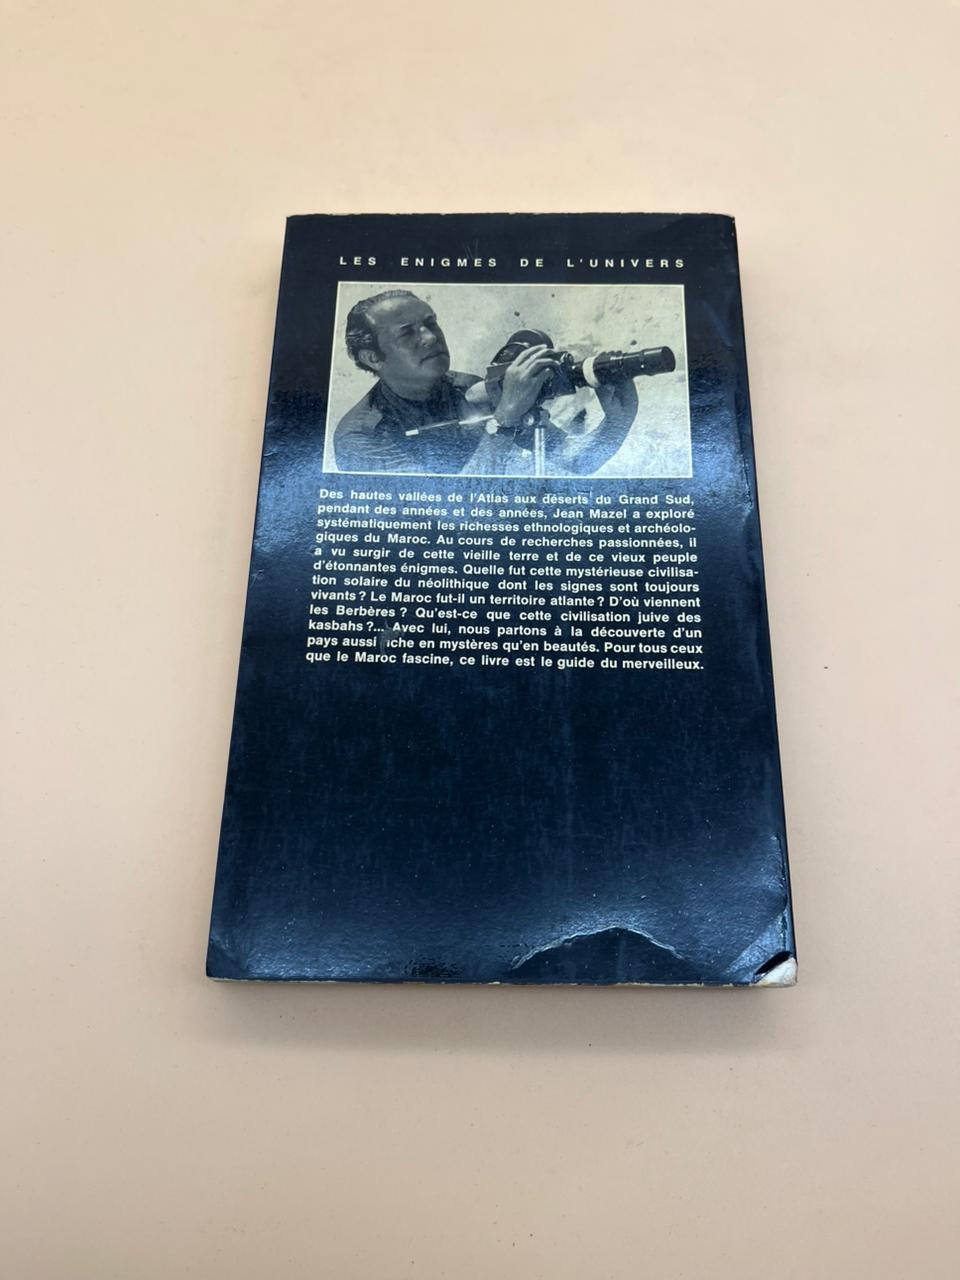 LES ENIGMES DE L'UNIVERS
Des hautes vallées de l'Atlas aux déserts du Grand Sud,
pendant des années et des années, Jean Mazel a exploré
systématiquement les richesses ethnologiques et archéolo-
giques du Maroc. Au cours de recherches passionnées, il
a vu surgir de cette vieille terre et de ce vieux peuple
d'étonnantes énigmes. Quelle fut cette mystérieuse civilisa-
tion solaire du néolithique dont les signes sont toujours
vivants ? Le Maroc fut-il un territoire atlante ? D'où viennent
les Berbères ? Qu'est-ce que cette civilisation juive des
kasbahs ?... Avec lui, nous partons à la découverte d'un
pays aussi iche en mystères qu'en beautés. Pour tous ceux
que le Maroc fascine, ce livre est le guide du merveilleux.